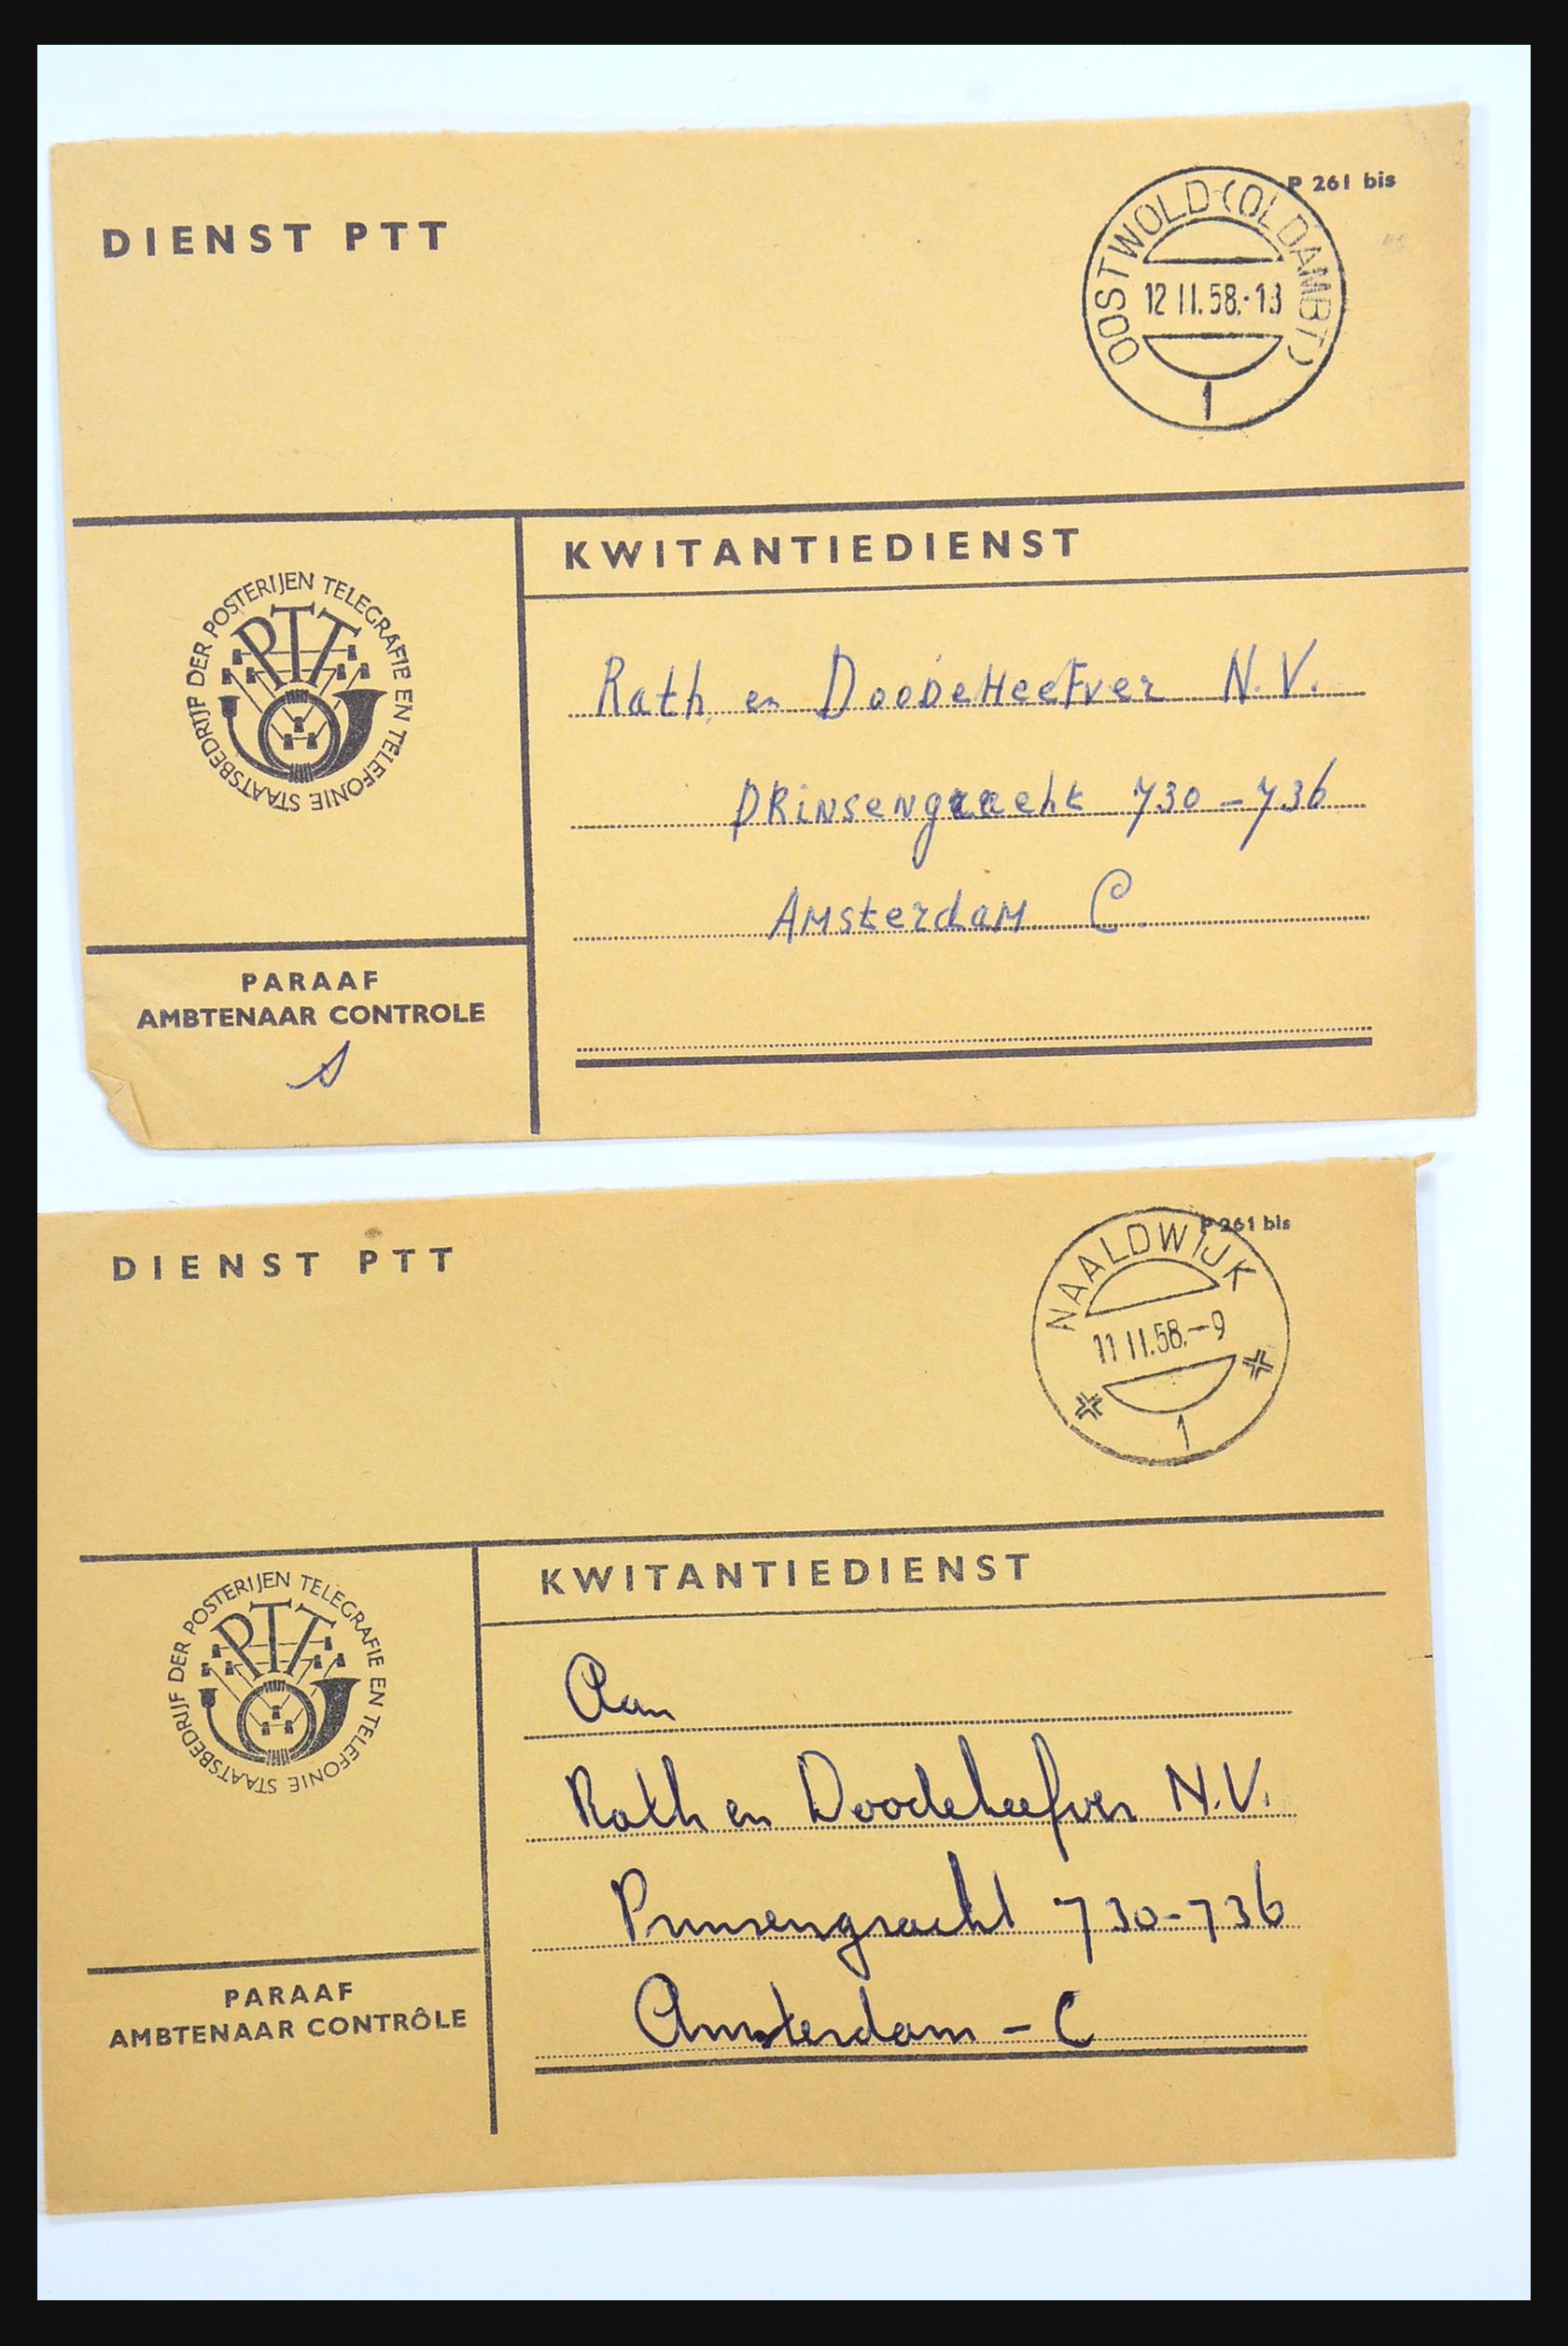 P 261 bis
DIENST PTT
OOSTWOLD (OLDAMBT)
12 II.58.-13
1
KWITANTIEDIENST
STAATSBEDRIJF DER POSTERIJEN TELEGRAFIE EN TELEFONIE
PTT
Rath en DooDeHeeFver N.V.
PRiNSeNgracht 730-736
AMsterdaM C.
PARAAF
AMBTENAAR CONTROLE
s
P 261 bis
DIENST PTT
NAALDWIJK
11 II.58.-9
1
KWITANTIEDIENST
STAATSBEDRIJF DER POSTERIJEN TELEGRAFIE EN TELEFONIE
PTT
Aan
Rath en Doodeheefver N.V.
Prinsengracht 730-736
Amsterdam - C
PARAAF
AMBTENAAR CONTRÔLE